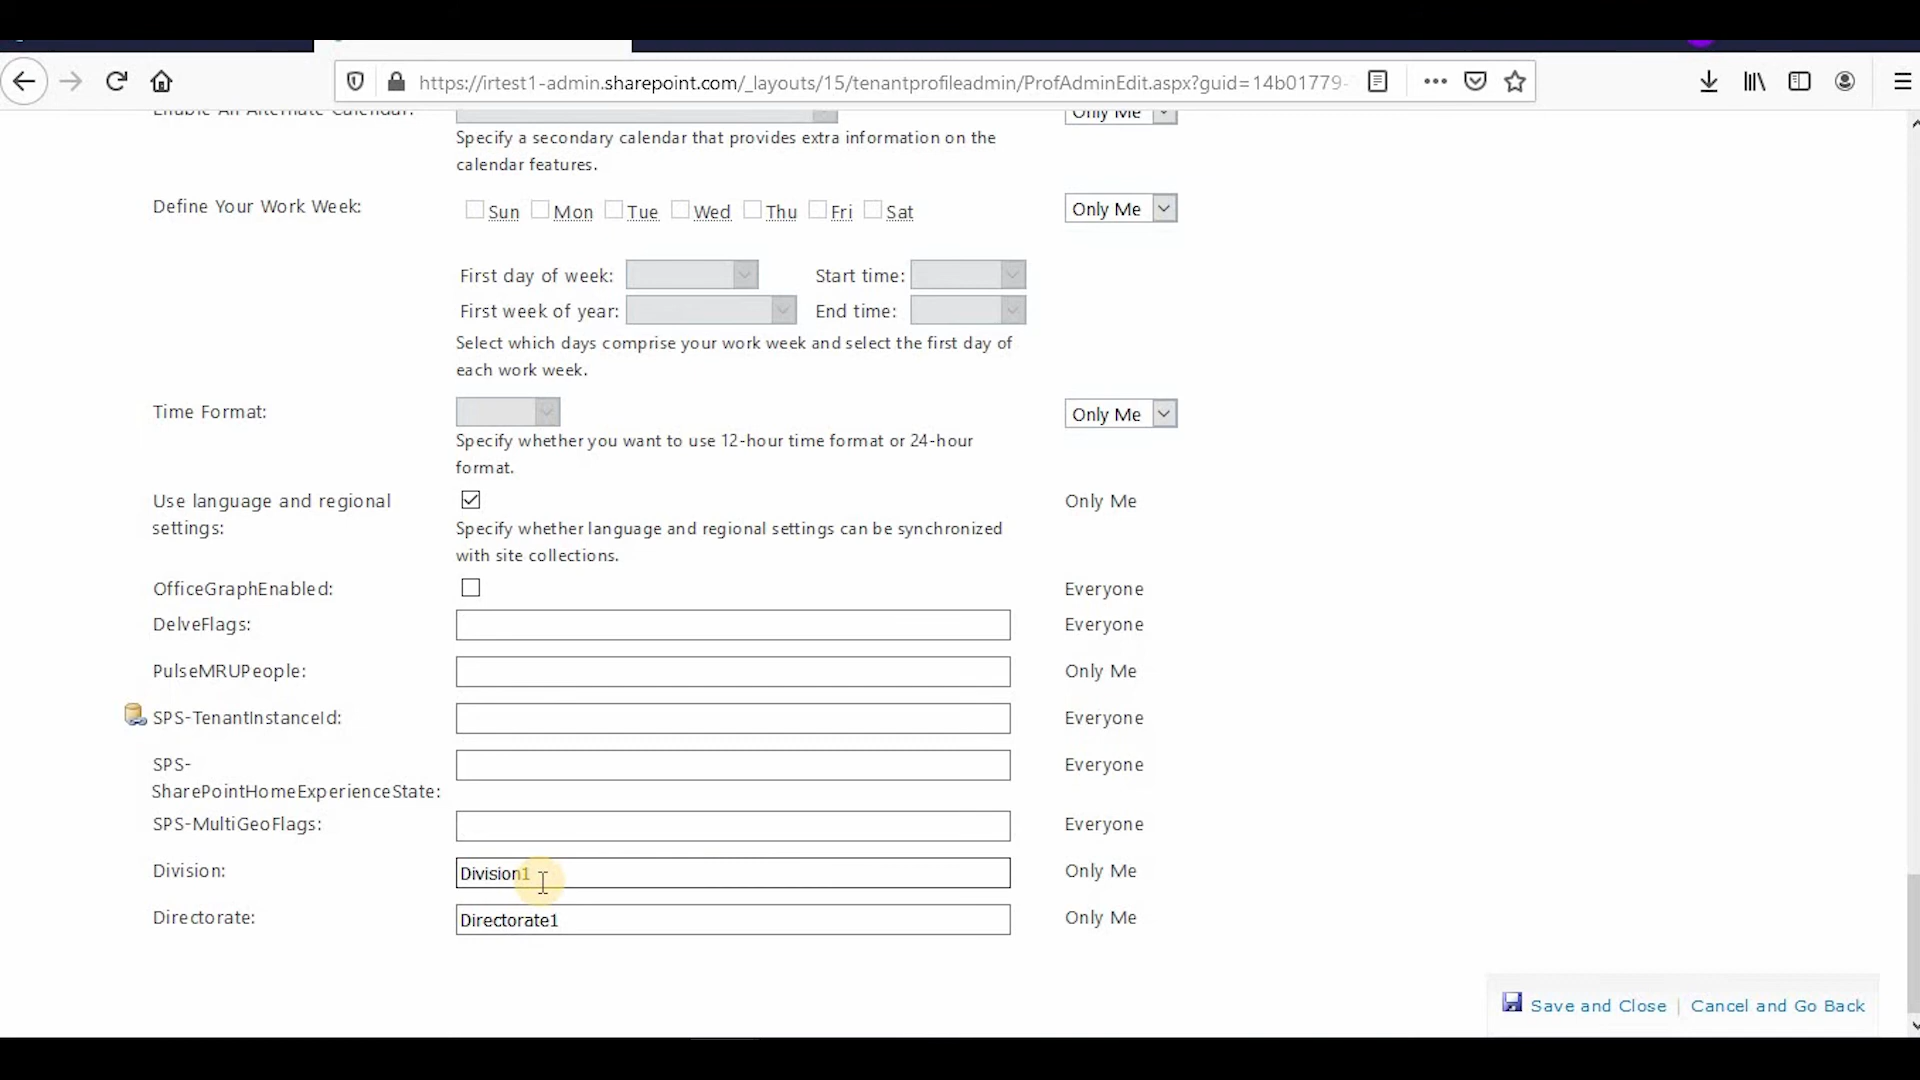 https://irtest1-admin.sharepoint.com/_layouts/15/tenantprofileadmin/ProfAdminEdit.aspx?guid=14b01779-
Enable An Alternate Calendar:
Only Me
Specify a secondary calendar that provides extra information on the
calendar features.
Define Your Work Week:
Sun Mon Tue Wed Thu Fri Sat
Only Me
First day of week:
Start time:
First week of year:
End time:
Select which days comprise your work week and select the first day of
each work week.
Time Format:
Only Me
Specify whether you want to use 12-hour time format or 24-hour
format.
Use language and regional
settings:
Only Me
Specify whether language and regional settings can be synchronized
with site collections.
OfficeGraphEnabled:
Everyone
DelveFlags:
Everyone
PulseMRUPeople:
Only Me
SPS-TenantInstanceId:
Everyone
SPS-
SharePointHomeExperienceState:
Everyone
SPS-MultiGeoFlags:
Everyone
Division:
Division1
Only Me
Directorate:
Directorate1
Only Me
Save and Close | Cancel and Go Back